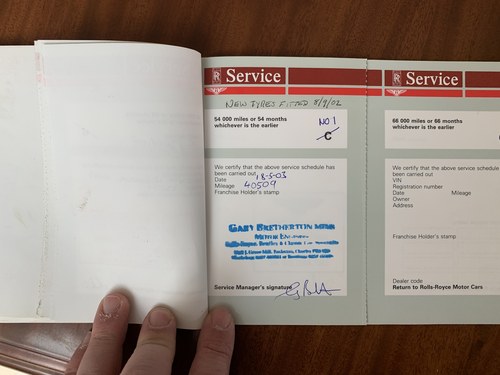 Service
NEW TYRES FITTED 8/9/02
54 000 miles or 54 months
whichever is the earlier
NO 1
C
We certify that the above service schedule has
been carried out
Date 18-5-03
Mileage 40509
Franchise Holder's stamp
GARY BRETHERTON
Service Manager's signature
Service
66 000 miles or 66 months
whichever is the earlier
We certify that the above service schedule
been carried out
VIN
Registration number
Date Mileage
Owner
Address
Franchise Holder's stamp
Dealer code
Return to Rolls-Royce Motor Cars